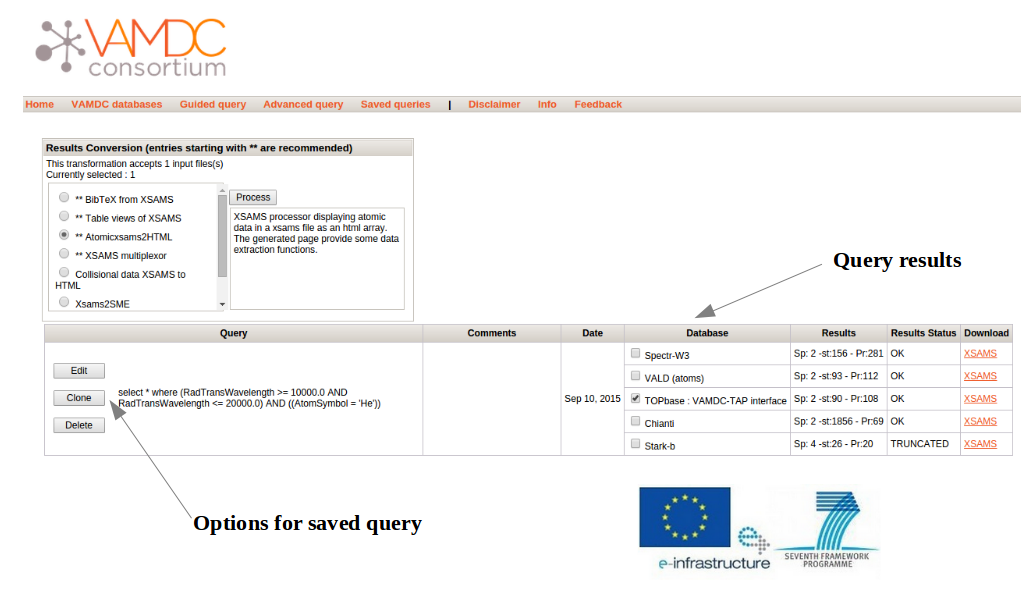 VAMDC
consortium
Home VAMDC databases Guided query Advanced query Saved queries | Disclaimer Info Feedback
Results Conversion (entries starting with ** are recommended)
This transformation accepts 1 input files(s)
Currently selected : 1
** BibTeX from XSAMS
** Table views of XSAMS
** Atomicxsams2HTML
** XSAMS multiplexor
Collisional data XSAMS to
HTML
Xsams2SME
Process
XSAMS processor displaying atomic
data in a xsams file as an html array.
The generated page provide some data
extraction functions.
Query results
Query Comments Date Database Results Results Status Download
Edit
Clone
Delete
select * where (RadTransWavelength >= 10000.0 AND
RadTransWavelength <= 20000.0) AND ((AtomSymbol = 'He'))
Sep 10, 2015
Spectr-W3 Sp: 2 -st:156 - Pr:281 OK XSAMS
VALD (atoms) Sp: 2 -st:93 - Pr:112 OK XSAMS
TOPbase : VAMDC-TAP interface Sp: 2 -st:90 - Pr:108 OK XSAMS
Chianti Sp: 2 -st:1856 - Pr:69 OK XSAMS
Stark-b Sp: 4 -st:26 - Pr:20 TRUNCATED XSAMS
Options for saved query
e-infrastructure
SEVENTH FRAMEWORK
PROGRAMME